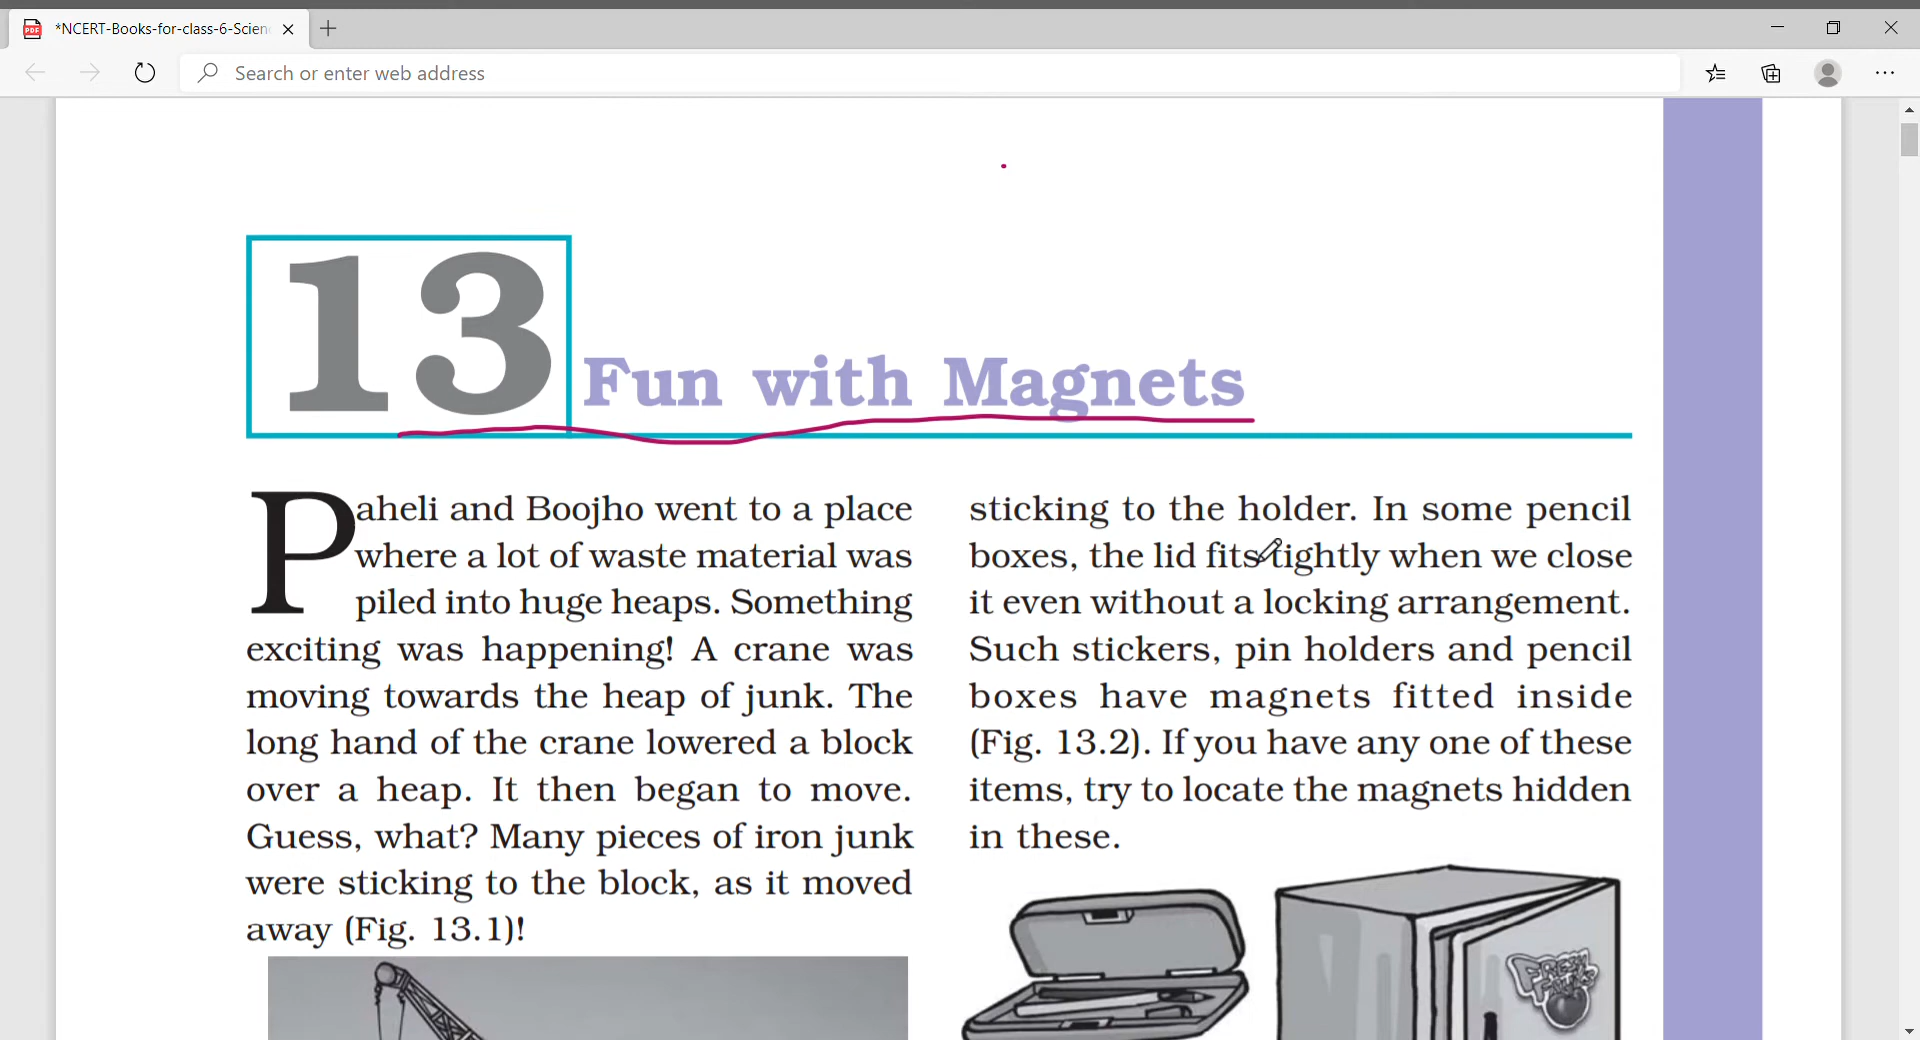 *NCERT-Books-for-class-6-Scien
Search or enter web address
13 Fun with Magnets
Paheli and Boojho went to a place
where a lot of waste material was
piled into huge heaps. Something
exciting was happening! A crane was
moving towards the heap of junk. The
long hand of the crane lowered a block
over a heap. It then began to move.
Guess, what? Many pieces of iron junk
were sticking to the block, as it moved
away (Fig. 13.1)!
sticking to the holder. In some pencil
boxes, the lid fits tightly when we close
it even without a locking arrangement.
Such stickers, pin holders and pencil
boxes have magnets fitted inside
(Fig. 13.2). If you have any one of these
items, try to locate the magnets hidden
in these.
FRESH